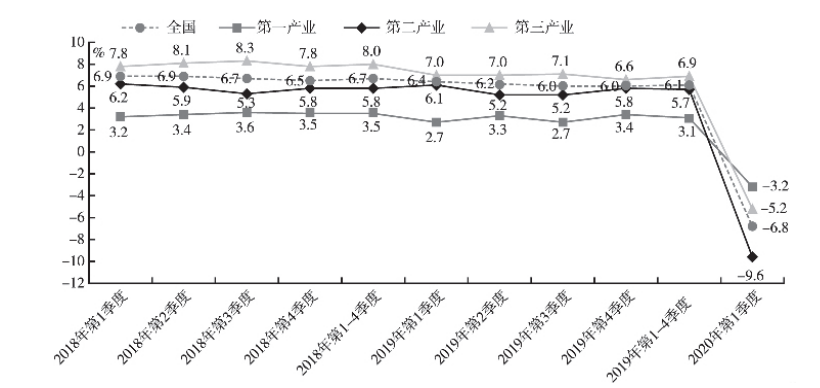 全国 第一产业 第二产业 第三产业
%
10
8
6
4
2
0
−2
−4
−6
−8
−10
−12
7.8 8.1 8.3 7.8 8.0 7.0 7.0 7.1 6.6 6.9
6.9 6.9 6.7 6.5 6.7 6.4 6.2 6.0 6.0 6.1
6.2 5.9 5.3 5.8 5.8 6.1 5.2 5.2 5.8 5.7
3.2 3.4 3.6 3.5 3.5 2.7 3.3 2.7 3.4 3.1
−3.2
−5.2
−6.8
−9.6
2018年第1季度
2018年第2季度
2018年第3季度
2018年第4季度
2018年第1–4季度
2019年第1季度
2019年第2季度
2019年第3季度
2019年第4季度
2019年第1–4季度
2020年第1季度